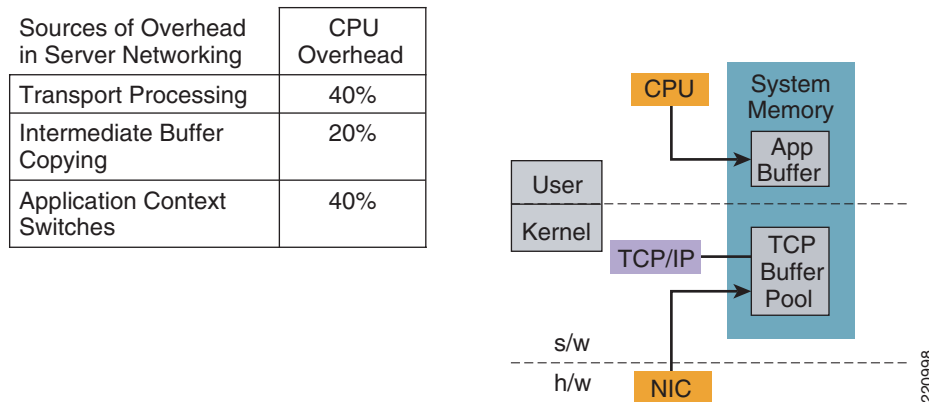 Sources of Overhead
in Server Networking
CPU
Overhead
Transport Processing
40%
Intermediate Buffer
Copying
20%
Application Context
Switches
40%
CPU
System
Memory
App
Buffer
User
Kernel
TCP/IP
TCP
Buffer
Pool
s/w
h/w
NIC
220998